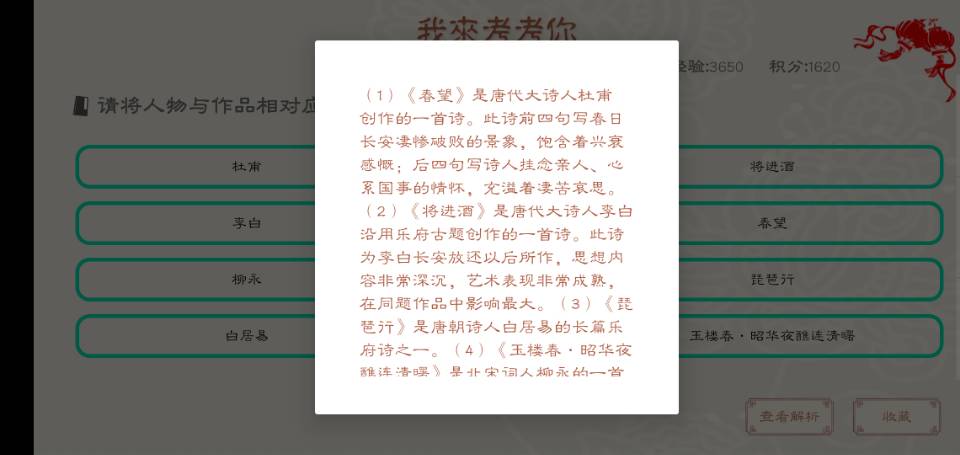 我來考考你
经验:3650 积分:1620
请将人物与作品相对应
杜甫
将进酒
李白
春望
柳永
琵琶行
白居易
玉楼春·昭华夜醮连清曙
(1)《春望》是唐代大诗人杜甫
创作的一首诗。此诗前四句写春日
长安凄惨破败的景象，饱含着兴衰
感慨；后四句写诗人挂念亲人、心
系国事的情怀，充溢着凄苦哀思。
(2)《将进酒》是唐代大诗人李白
沿用乐府古题创作的一首诗。此诗
为李白长安放还以后所作，思想内
容非常深沉，艺术表现非常成熟，
在同题作品中影响最大。(3)《琵
琶行》是唐朝诗人白居易的长篇乐
府诗之一。(4)《玉楼春·昭华夜
醮连清曙》是北宋词人柳永的一首
查看解析
收藏